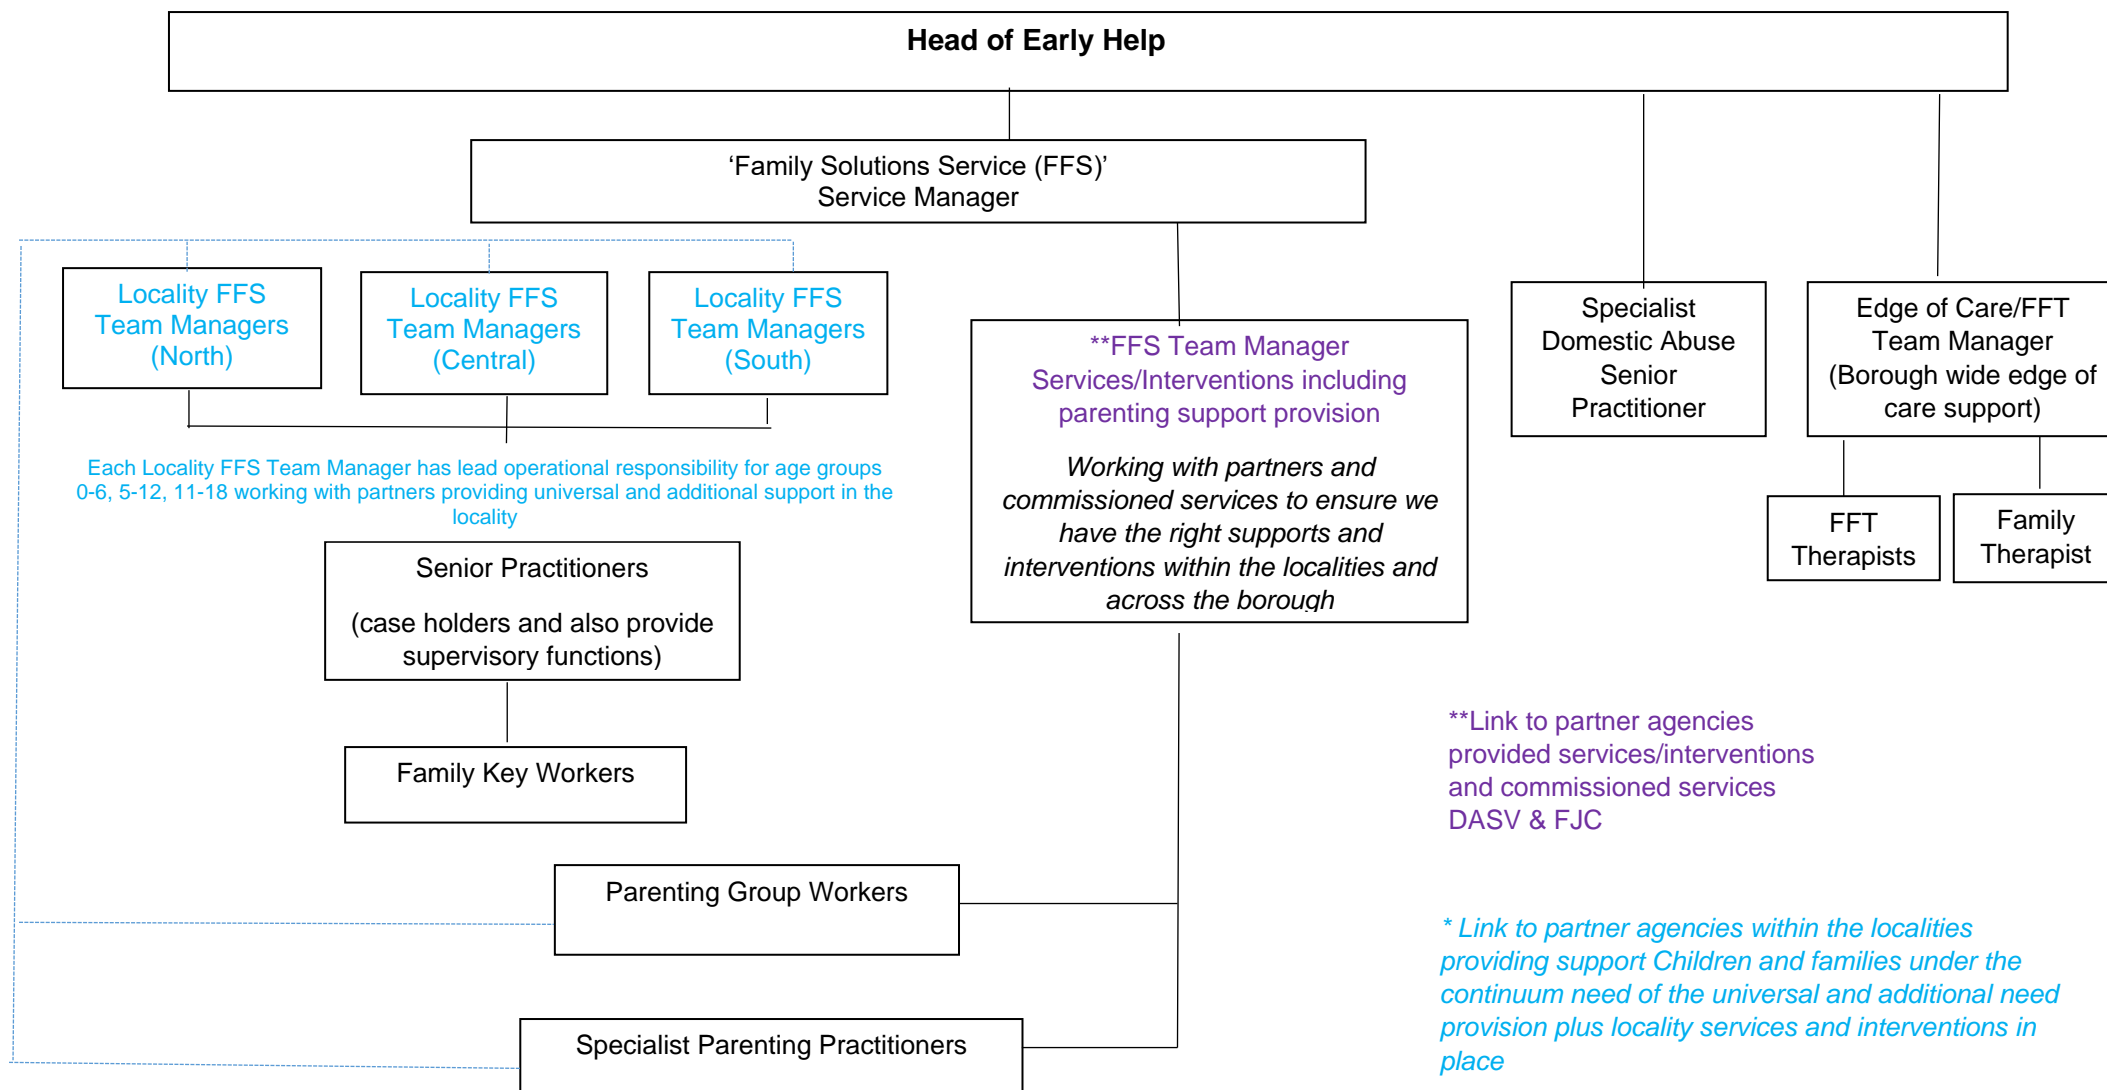 Head of Early Help
‘Family Solutions Service (FFS)’
Service Manager
Locality FFS
Team Managers
(North)
Locality FFS
Team Managers
(Central)
Locality FFS
Team Managers
(South)
Each Locality FFS Team Manager has lead operational responsibility for age groups
0-6, 5-12, 11-18 working with partners providing universal and additional support in the
locality
Senior Practitioners
(case holders and also provide
supervisory functions)
Family Key Workers
**FFS Team Manager
Services/Interventions including
parenting support provision
Working with partners and
commissioned services to ensure we
have the right supports and
interventions within the localities and
across the borough
Specialist
Domestic Abuse
Senior
Practitioner
Edge of Care/FFT
Team Manager
(Borough wide edge of
care support)
FFT
Therapists
Family
Therapist
Parenting Group Workers
Specialist Parenting Practitioners
**Link to partner agencies
provided services/interventions
and commissioned services
DASV & FJC
* Link to partner agencies within the localities
providing support Children and families under the
continuum need of the universal and additional need
provision plus locality services and interventions in
place